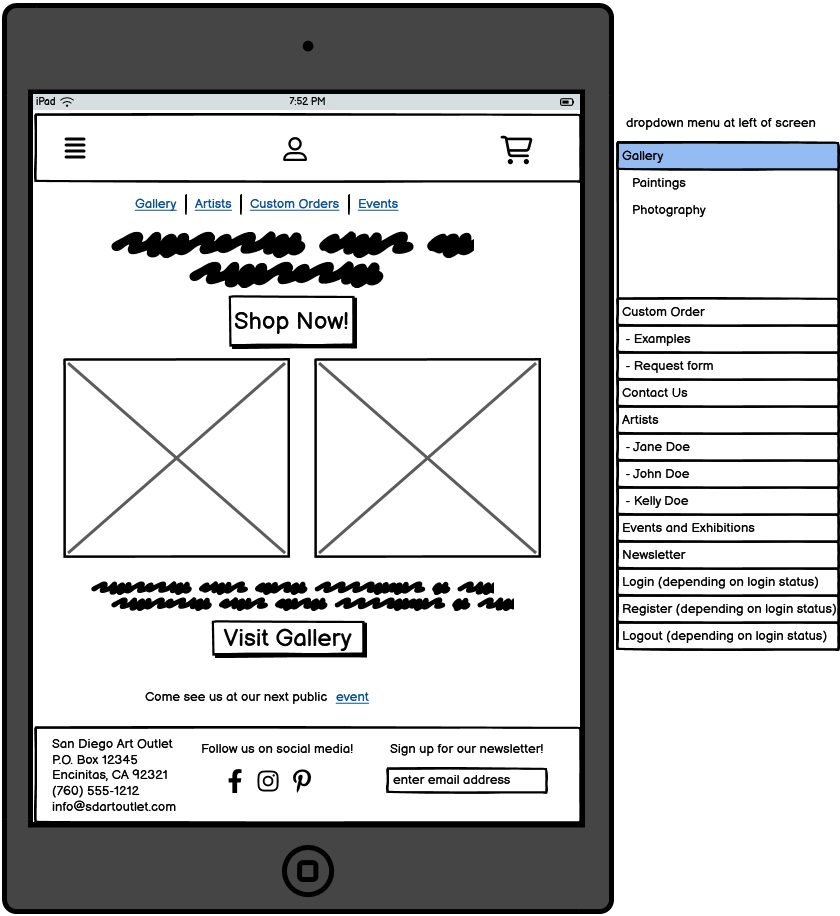 iPad 7:52 PM
Gallery | Artists | Custom Orders | Events
Shop Now!
Visit Gallery
Come see us at our next public event
San Diego Art Outlet
P.O. Box 12345
Encinitas, CA 92321
(760) 555-1212
info@sdartoutlet.com
Follow us on social media!
Sign up for our newsletter!
enter email address
dropdown menu at left of screen
Gallery
Paintings
Photography
Custom Order
- Examples
- Request form
Contact Us
Artists
- Jane Doe
- John Doe
- Kelly Doe
Events and Exhibitions
Newsletter
Login (depending on login status)
Register (depending on login status)
Logout (depending on login status)